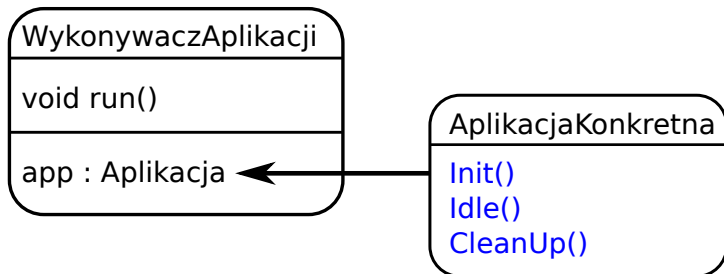 WykonywaczAplikacji
void run()
app : Aplikacja
AplikacjaKonkretna
Init()
Idle()
CleanUp()